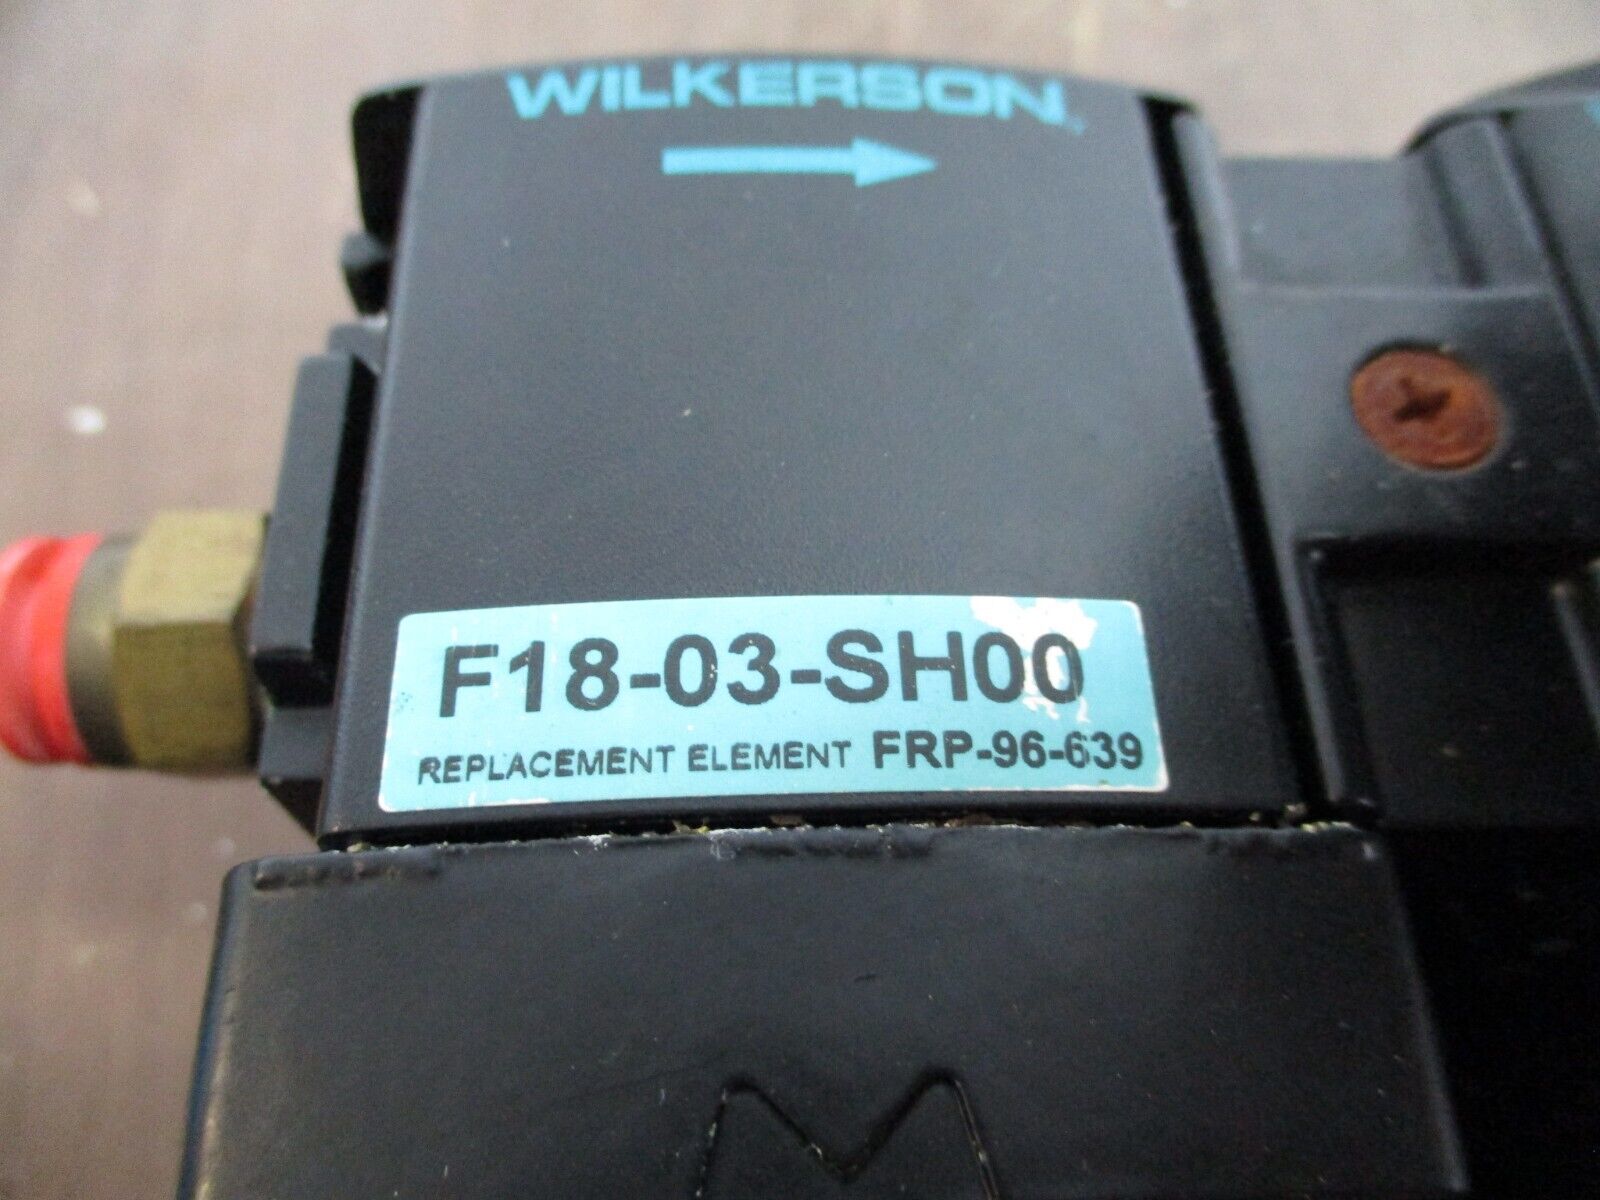 WILKERSON
F18-03-SH00
REPLACEMENT ELEMENT FRP-96-639